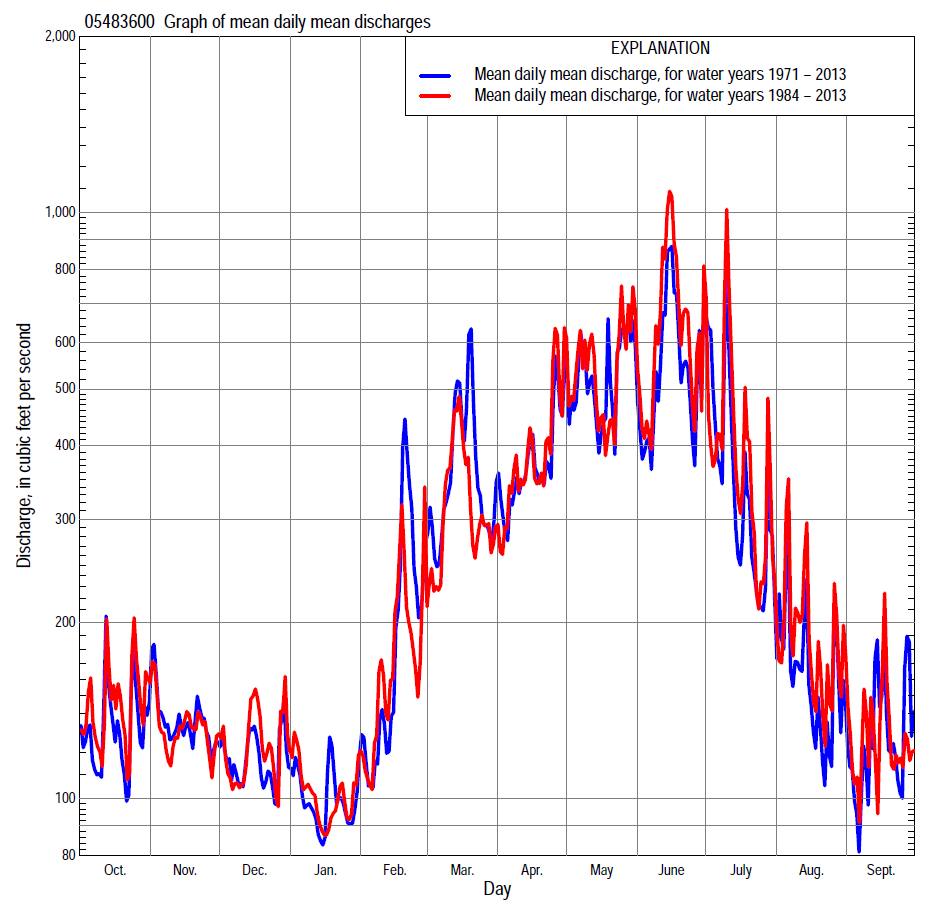 05483600 Graph of mean daily mean discharges
EXPLANATION
Mean daily mean discharge, for water years 1971 – 2013
Mean daily mean discharge, for water years 1984 – 2013
Discharge, in cubic feet per second
2,000
1,000
800
600
500
400
300
200
100
80
Oct. Nov. Dec. Jan. Feb. Mar. Apr. May June July Aug. Sept.
Day